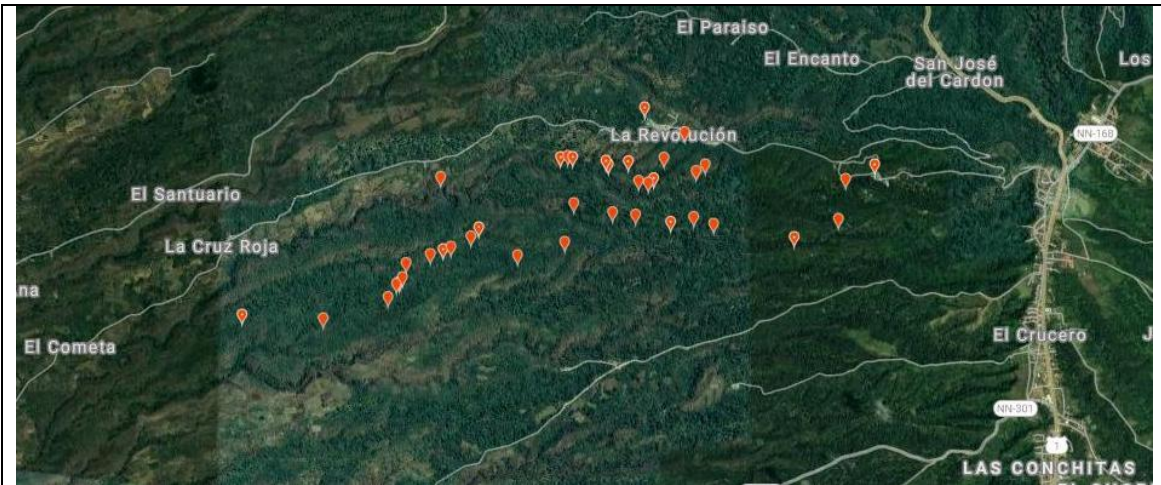 El Paraiso
El Encanto
San José
del Cardon
Los
NN-168
La Revolución
El Santuario
La Cruz Roja
na
El Crucero
J
El Cometa
NN-301
1
LAS CONCHITAS